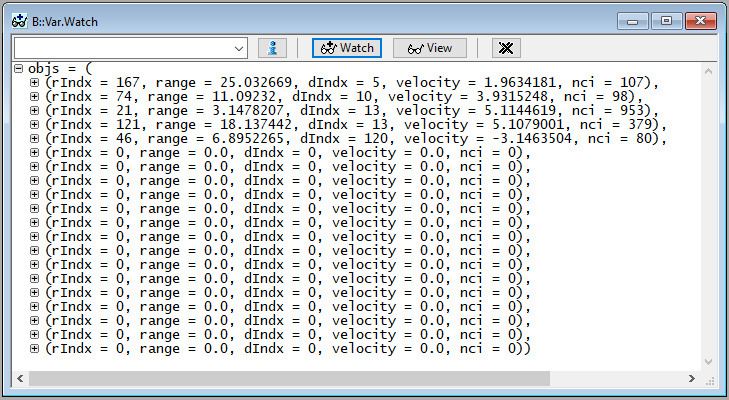 B::Var.Watch
Watch View
objs = (
(rIndx = 167, range = 25.032669, dIndx = 5, velocity = 1.9634181, nci = 107),
(rIndx = 74, range = 11.09232, dIndx = 10, velocity = 3.9315248, nci = 98),
(rIndx = 21, range = 3.1478207, dIndx = 13, velocity = 5.1144619, nci = 953),
(rIndx = 121, range = 18.137442, dIndx = 13, velocity = 5.1079001, nci = 379),
(rIndx = 46, range = 6.8952265, dIndx = 120, velocity = -3.1463504, nci = 80),
(rIndx = 0, range = 0.0, dIndx = 0, velocity = 0.0, nci = 0),
(rIndx = 0, range = 0.0, dIndx = 0, velocity = 0.0, nci = 0),
(rIndx = 0, range = 0.0, dIndx = 0, velocity = 0.0, nci = 0),
(rIndx = 0, range = 0.0, dIndx = 0, velocity = 0.0, nci = 0),
(rIndx = 0, range = 0.0, dIndx = 0, velocity = 0.0, nci = 0),
(rIndx = 0, range = 0.0, dIndx = 0, velocity = 0.0, nci = 0),
(rIndx = 0, range = 0.0, dIndx = 0, velocity = 0.0, nci = 0),
(rIndx = 0, range = 0.0, dIndx = 0, velocity = 0.0, nci = 0),
(rIndx = 0, range = 0.0, dIndx = 0, velocity = 0.0, nci = 0),
(rIndx = 0, range = 0.0, dIndx = 0, velocity = 0.0, nci = 0),
(rIndx = 0, range = 0.0, dIndx = 0, velocity = 0.0, nci = 0),
(rIndx = 0, range = 0.0, dIndx = 0, velocity = 0.0, nci = 0),
(rIndx = 0, range = 0.0, dIndx = 0, velocity = 0.0, nci = 0),
(rIndx = 0, range = 0.0, dIndx = 0, velocity = 0.0, nci = 0),
(rIndx = 0, range = 0.0, dIndx = 0, velocity = 0.0, nci = 0))